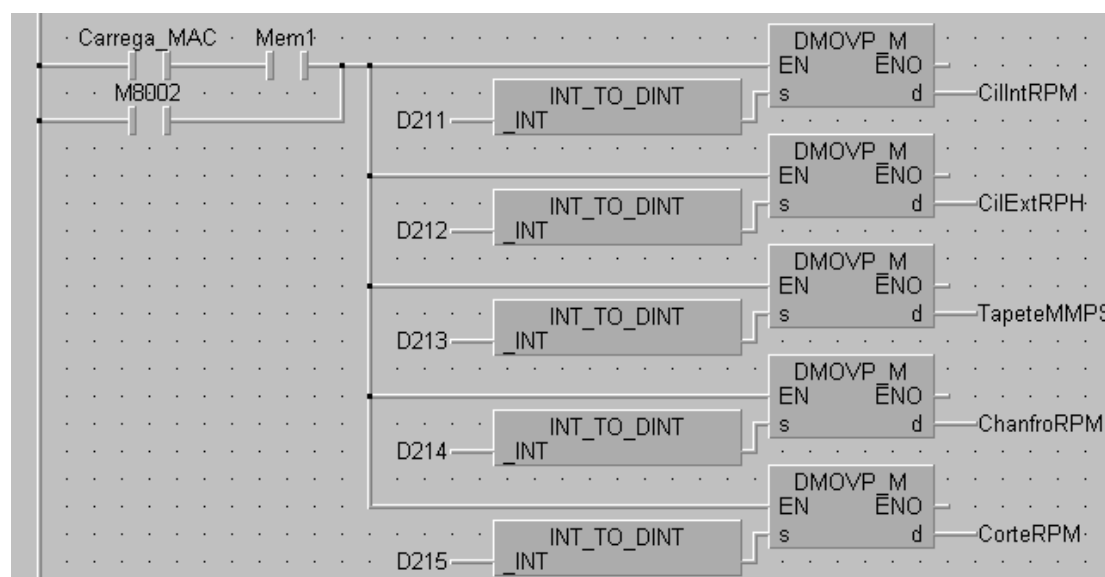 Carrega_MAC Mem1
DMOVP_M
EN ENO
M8002
INT_TO_DINT
s d
CilIntRPM
D211
_INT
DMOVP_M
EN ENO
INT_TO_DINT
s d
CilExtRPH
D212
_INT
DMOVP_M
EN ENO
INT_TO_DINT
s d
TapeteMMPS
D213
_INT
DMOVP_M
EN ENO
INT_TO_DINT
s d
ChanfroRPM
D214
_INT
DMOVP_M
EN ENO
INT_TO_DINT
s d
CorteRPM
D215
_INT